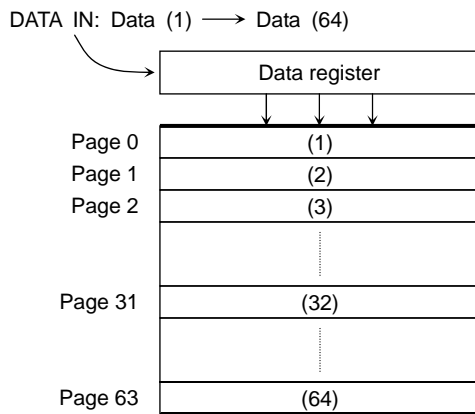 DATA IN: Data (1) → Data (64)
Data register
Page 0 (1)
Page 1 (2)
Page 2 (3)
Page 31 (32)
Page 63 (64)